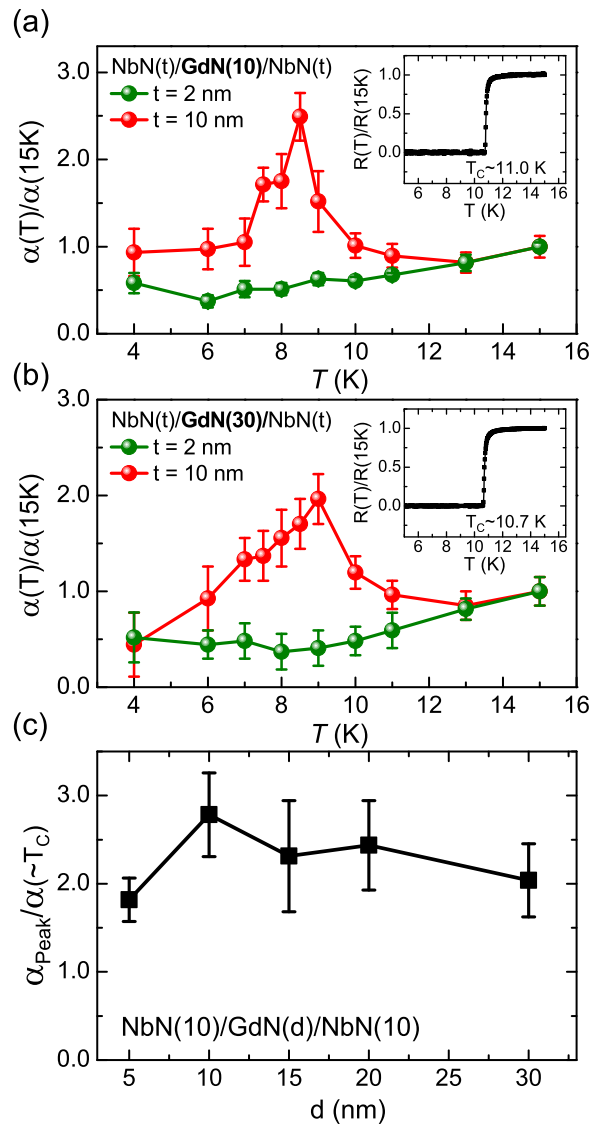 (a)
NbN(t)/GdN(10)/NbN(t)
t = 2 nm
t = 10 nm
α(T)/α(15K)
3.0
2.0
1.0
0.0
4 6 8 10 12 14 16
T (K)
R(T)/R(15K)
1.0
0.5
0.0
T_C~11.0 K
6 8 10 12 14 16
T (K)
(b)
NbN(t)/GdN(30)/NbN(t)
t = 2 nm
t = 10 nm
α(T)/α(15K)
3.0
2.0
1.0
0.0
4 6 8 10 12 14 16
T (K)
R(T)/R(15K)
1.0
0.5
0.0
T_C~10.7 K
6 8 10 12 14 16
T (K)
(c)
α_Peak/α(~T_C)
3.0
2.0
1.0
0.0
NbN(10)/GdN(d)/NbN(10)
5 10 15 20 25 30
d (nm)